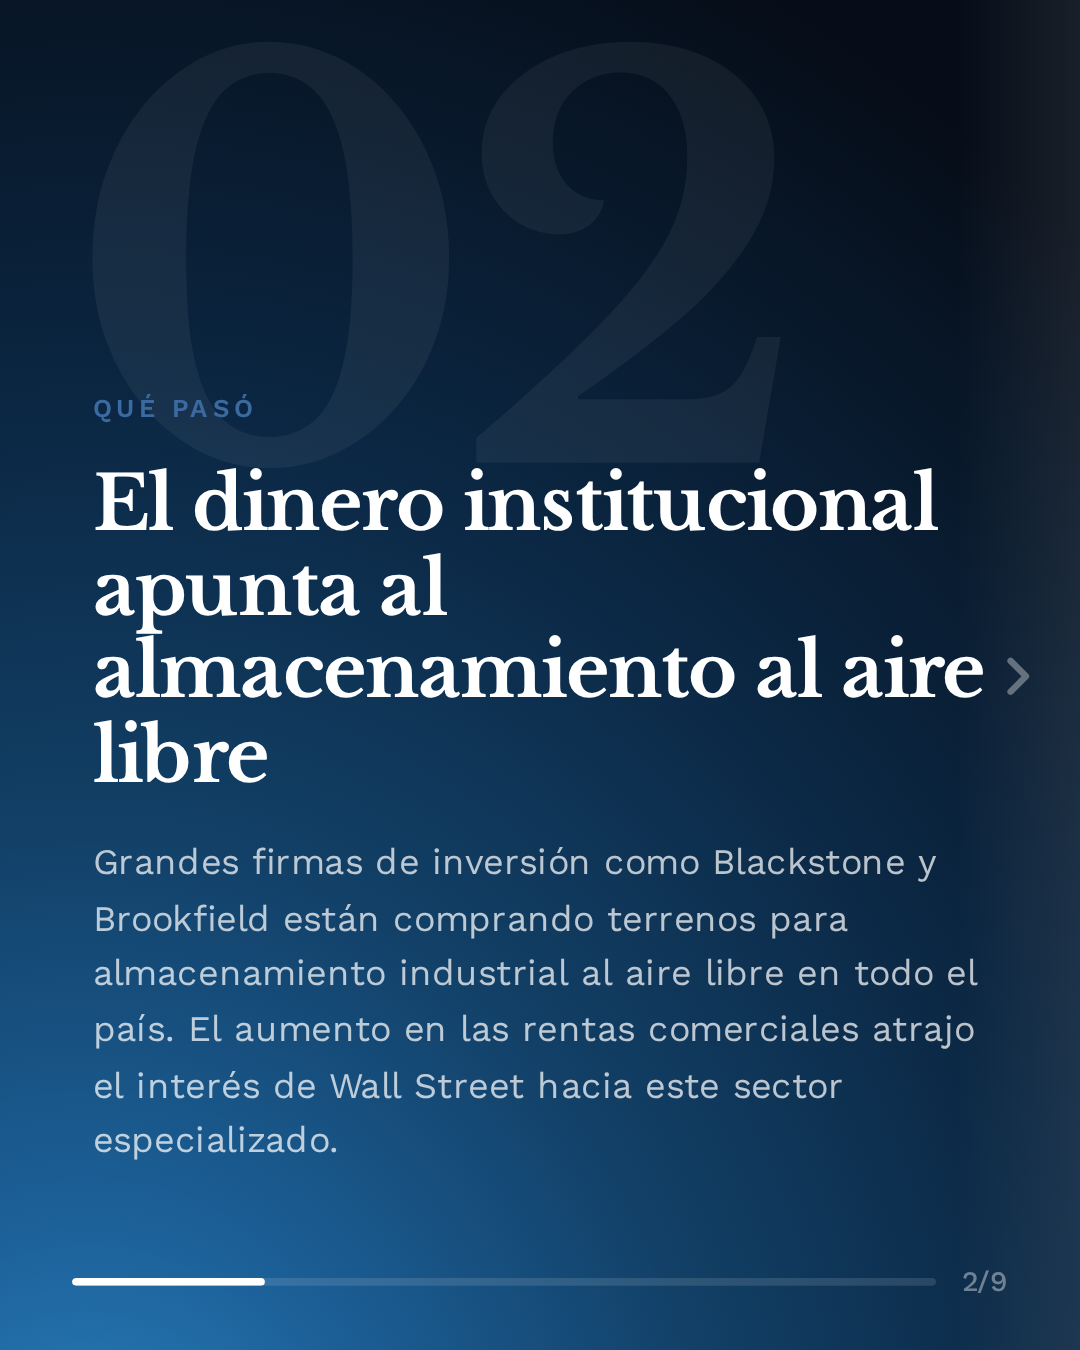 02
QUÉ PASÓ
El dinero institucional
apunta al
almacenamiento al aire
libre
Grandes firmas de inversión como Blackstone y
Brookfield están comprando terrenos para
almacenamiento industrial al aire libre en todo el
país. El aumento en las rentas comerciales atrajo
el interés de Wall Street hacia este sector
especializado.
2/9